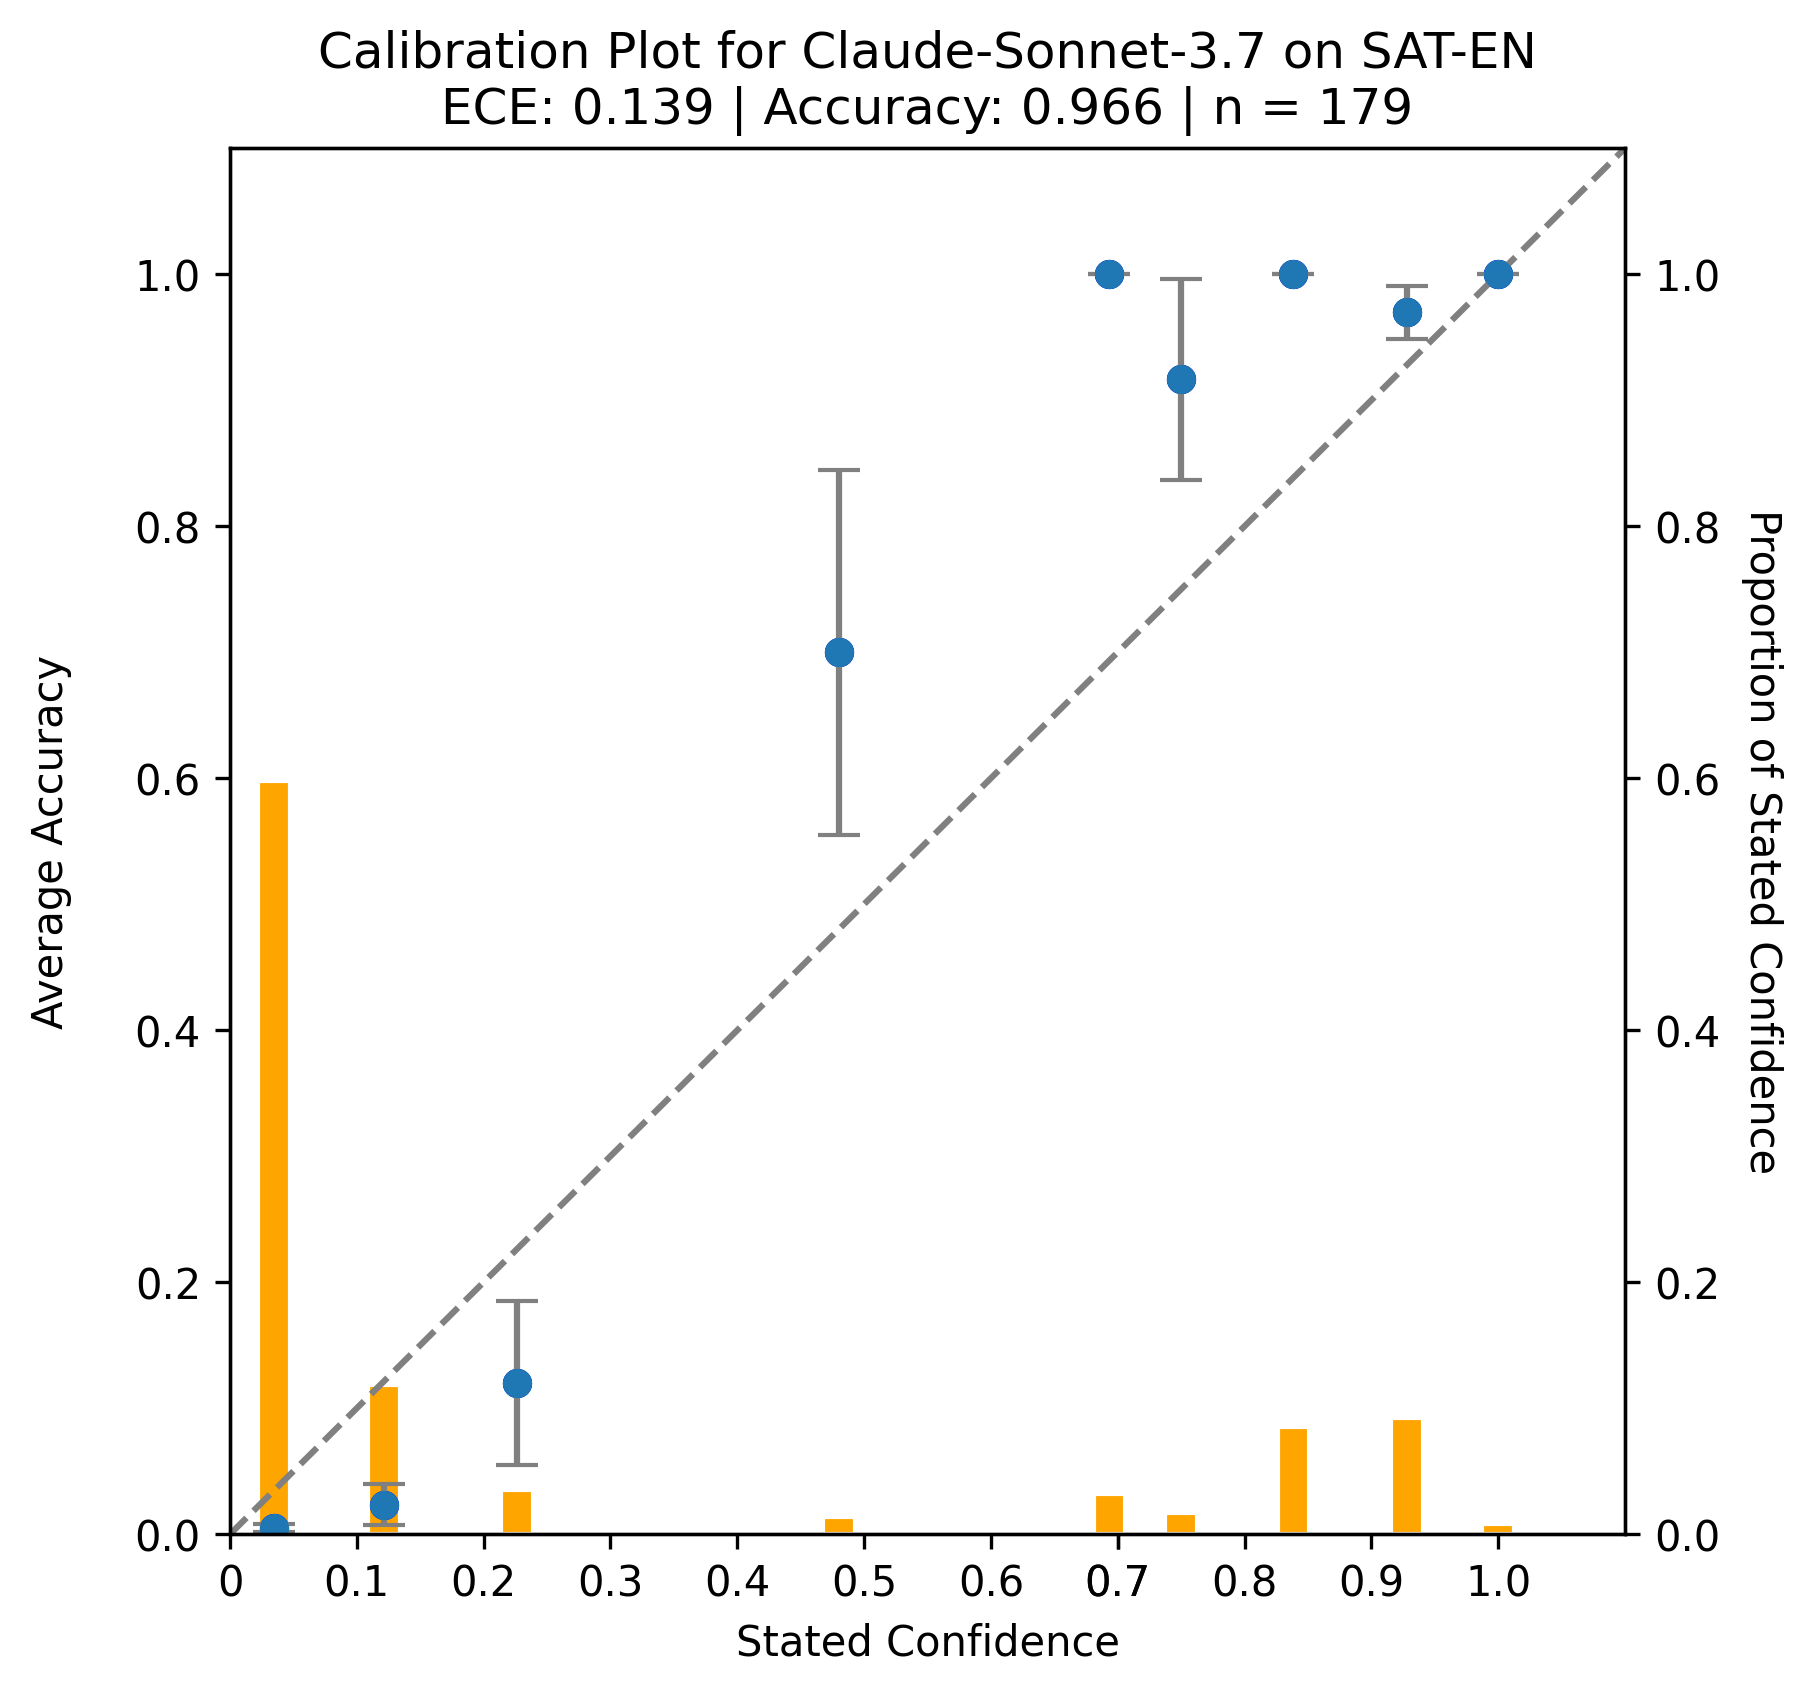 Calibration Plot for Claude-Sonnet-3.7 on SAT-EN
ECE: 0.139 | Accuracy: 0.966 | n = 179
Average Accuracy
1.0
0.8
0.6
0.4
0.2
0.0
1.0
0.8
0.6
0.4
0.2
0.0
Proportion of Stated Confidence
0 0.1 0.2 0.3 0.4 0.5 0.6 0.7 0.8 0.9 1.0
Stated Confidence